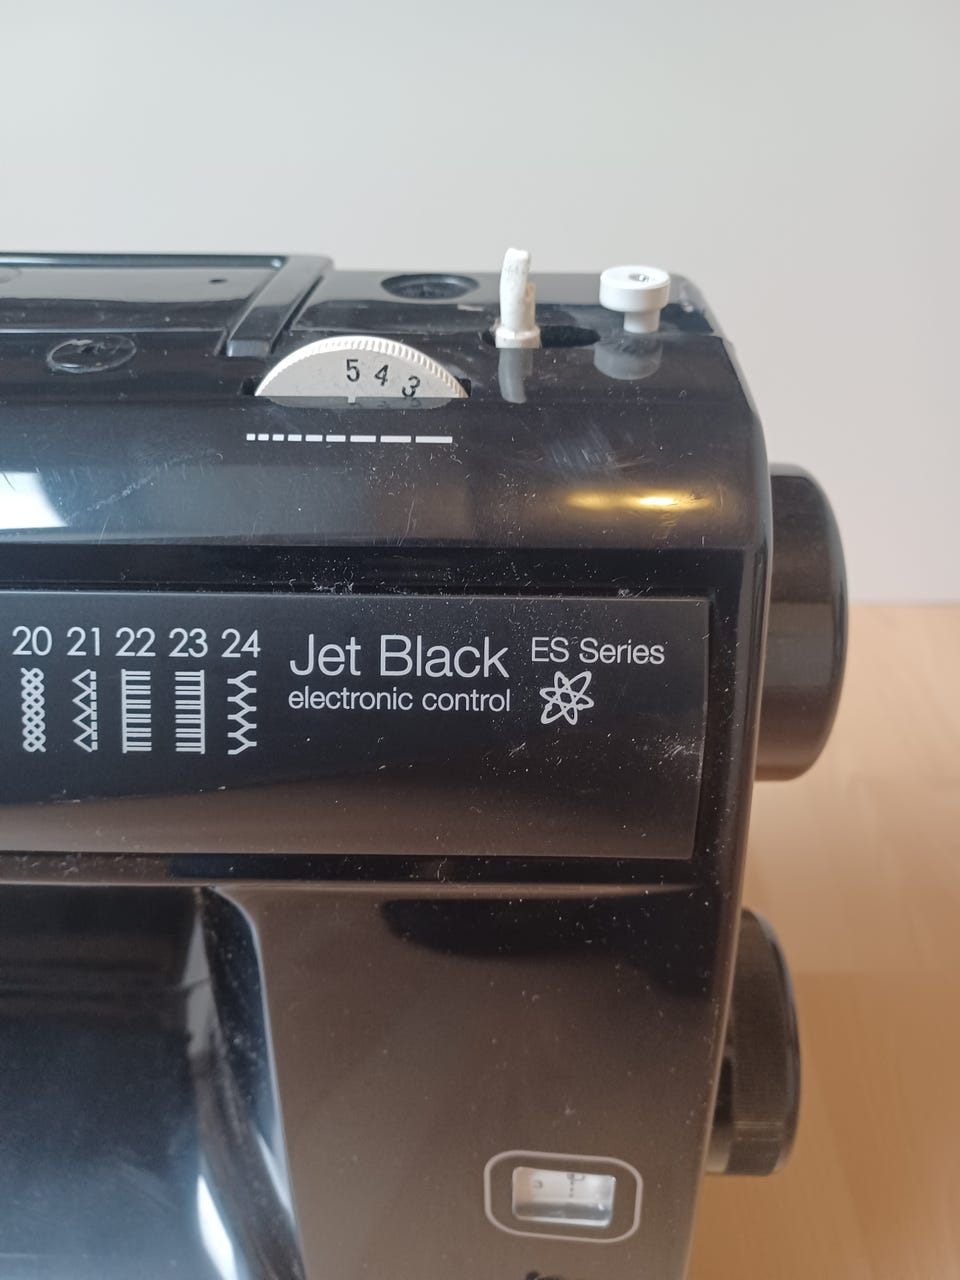 5 4 3
20 21 22 23 24
Jet Black ES Series
electronic control